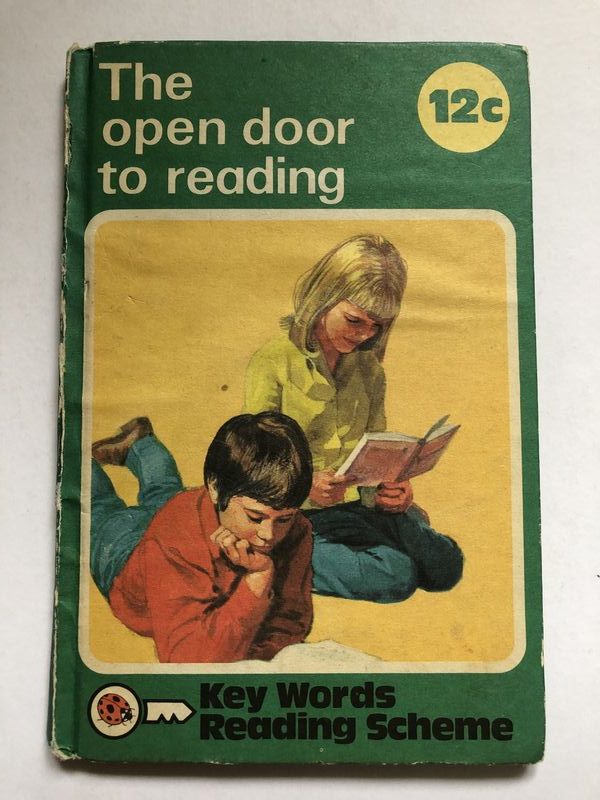 The
open door
to reading
12c
Key Words
Reading Scheme